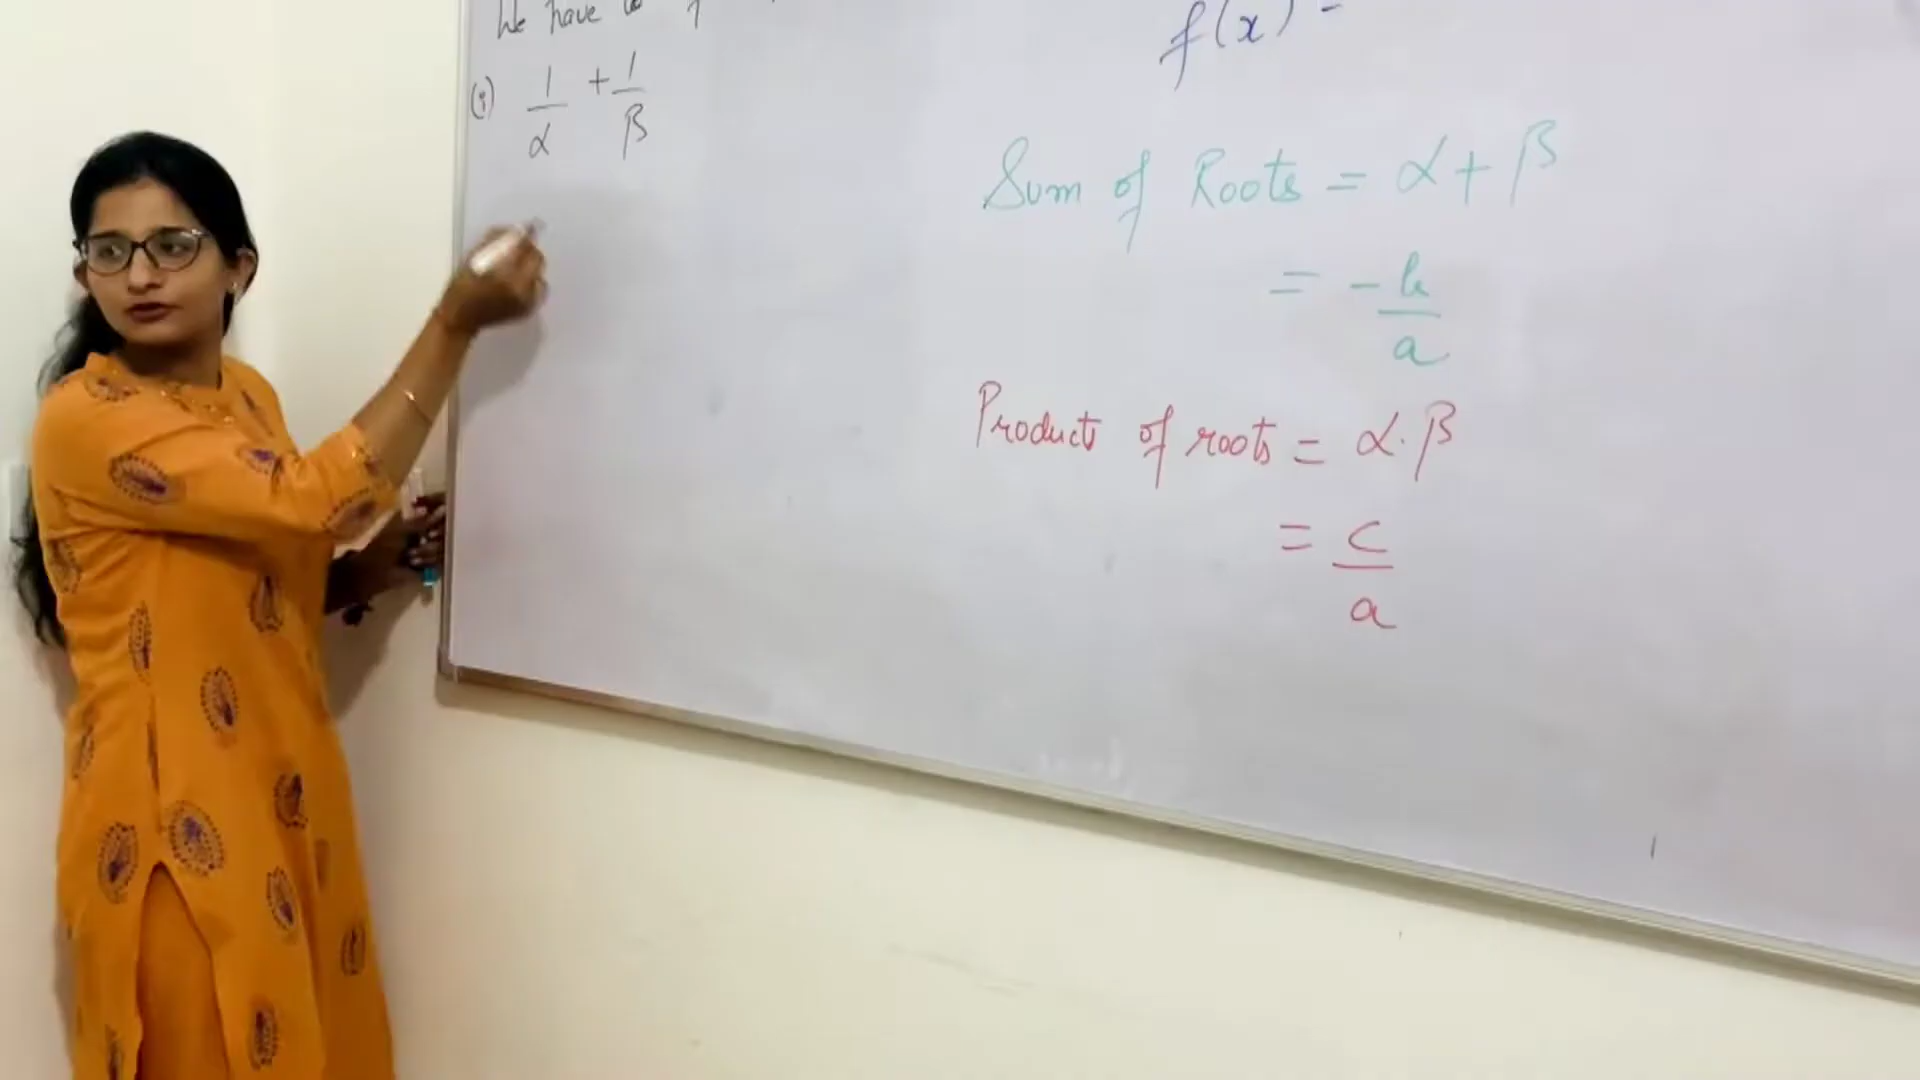 We have to
(i) 1/α + 1/β
f(x) =
Sum of Roots = α + β
= - b/a
Product of roots = α . β
= c/a